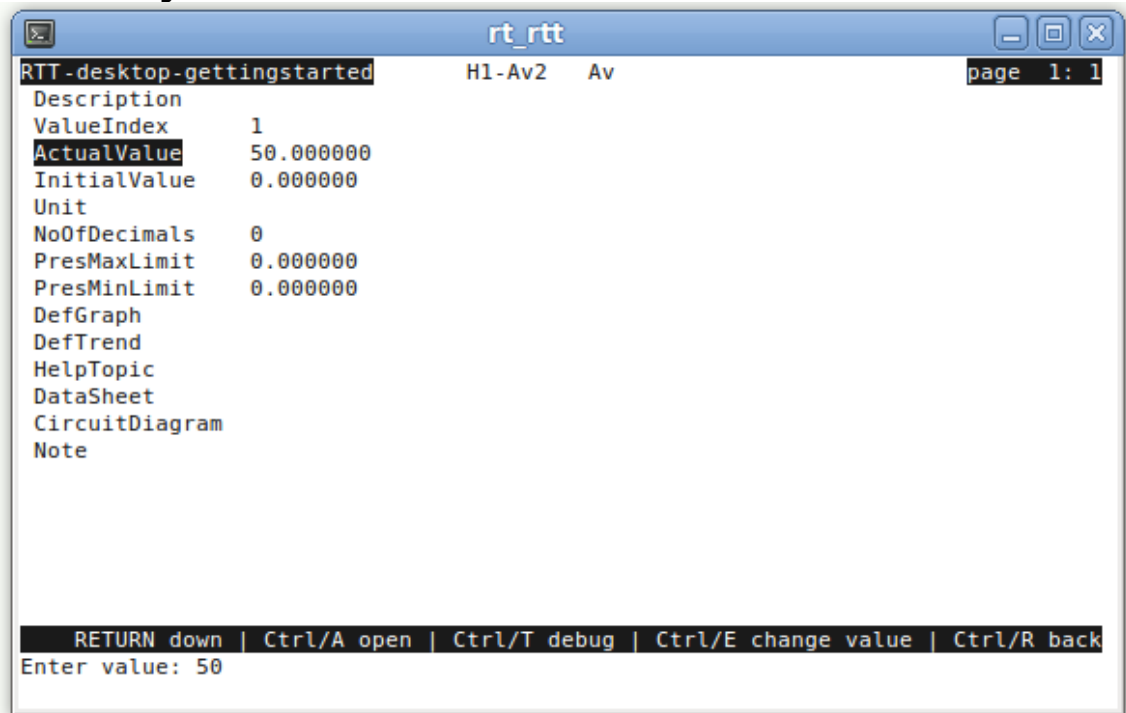 rt_rtt
RTT-desktop-gettingstarted H1-Av2 Av page 1: 1
Description
ValueIndex 1
ActualValue 50.000000
InitialValue 0.000000
Unit
NoOfDecimals 0
PresMaxLimit 0.000000
PresMinLimit 0.000000
DefGraph
DefTrend
HelpTopic
DataSheet
CircuitDiagram
Note
RETURN down | Ctrl/A open | Ctrl/T debug | Ctrl/E change value | Ctrl/R back
Enter value: 50